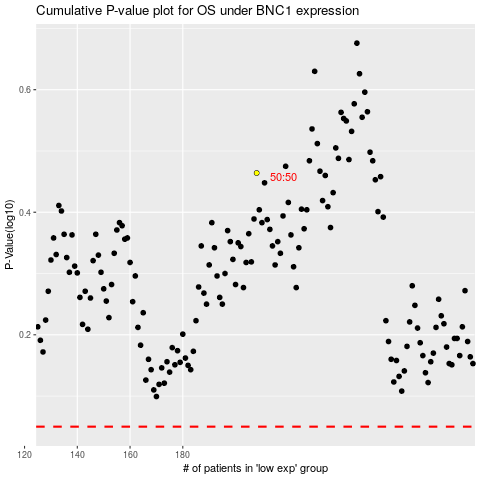 Cumulative P-value plot for OS under BNC1 expression
P-Value(log10)
0.6
0.4
0.2
50:50
120 140 160 180
# of patients in 'low exp' group